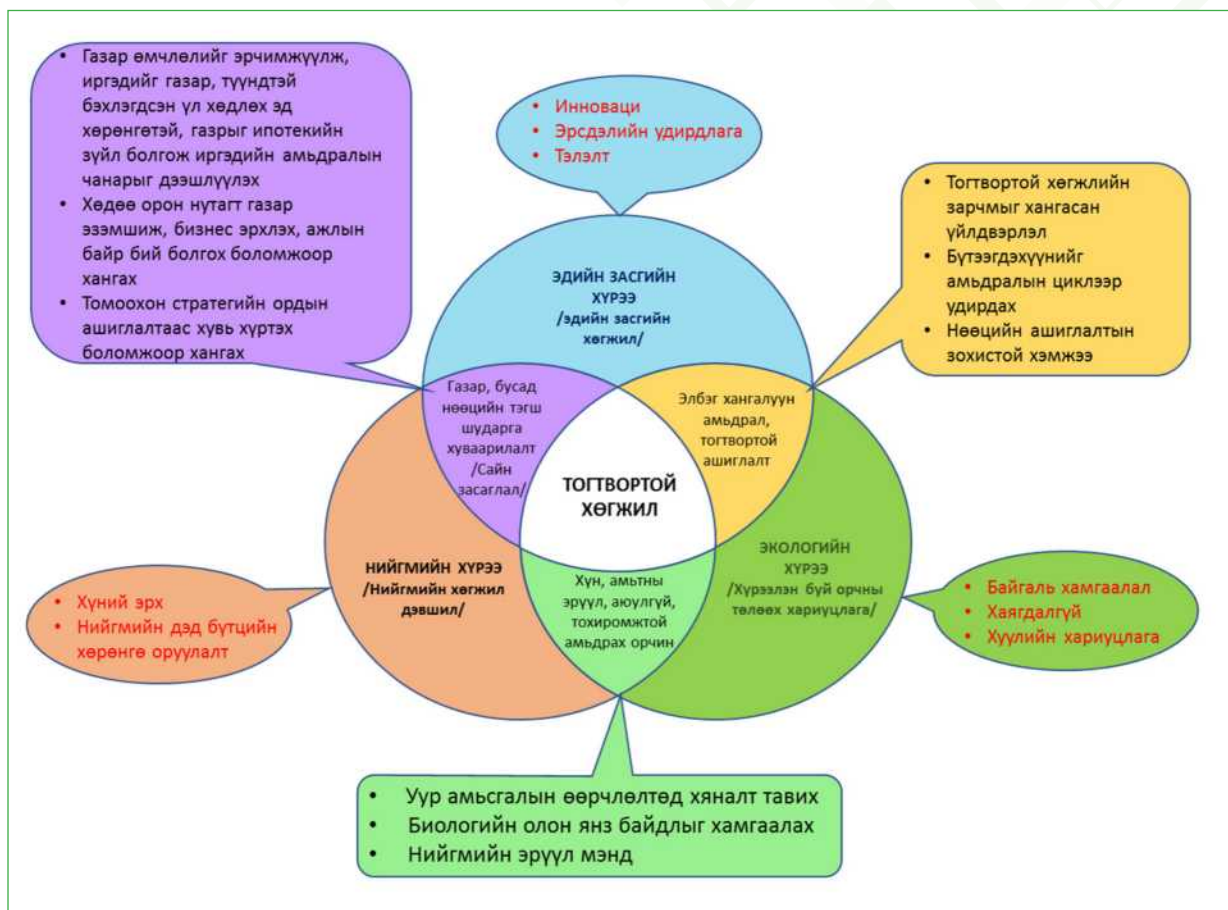 • Газар өмчлөлийг эрчимжүүлж,
иргэдийг газар, түүндтэй
бэхлэгдсэн үл хөдлөх эд
хөрөнгөтэй, газрыг ипотекийн
зүйл болгож иргэдийн амьдралын
чанарыг дээшлүүлэх
• Хөдөө орон нутагт газар
эзэмшиж, бизнес эрхлэх, ажлын
байр бий болгох боломжоор
хангах
• Томоохон стратегийн ордын
ашиглалтаас хувь хүртэх
боломжоор хангах
• Инноваци
• Эрсдэлийн удирдлага
• Тэлэлт
• Тогтвортой хөгжлийн
зарчмыг хангасан
үйлдвэрлэл
• Бүтээгдэхүүнийг
амьдралын циклээр
удирдах
• Нөөцийн ашиглалтын
зохистой хэмжээ
ЭДИЙН ЗАСГИЙН
ХҮРЭЭ
/эдийн засгийн
хөгжил/
Газар, бусад
нөөцийн тэгш
шударга
хуваарилалт
/Сайн
засаглал/
Элбэг хангалуун
амьдрал,
тогтвортой
ашиглалт
ТОГТВОРТОЙ
ХӨГЖИЛ
НИЙГМИЙН ХҮРЭЭ
/Нийгмийн хөгжил
дэвшил/
Хүн, амьтны
эрүүл, аюулгүй,
тохиромжтой
амьдрах орчин
ЭКОЛОГИЙН
ХҮРЭЭ
/Хүрээлэн буй орчны
төлөөх хариуцлага/
• Хүний эрх
• Нийгмийн дэд бүтцийн
хөрөнгө оруулалт
• Байгаль хамгаалал
• Хаягдалгүй
• Хуулийн хариуцлага
• Уур амьсгалын өөрчлөлтөд хяналт тавих
• Биологийн олон янз байдлыг хамгаалах
• Нийгмийн эрүүл мэнд